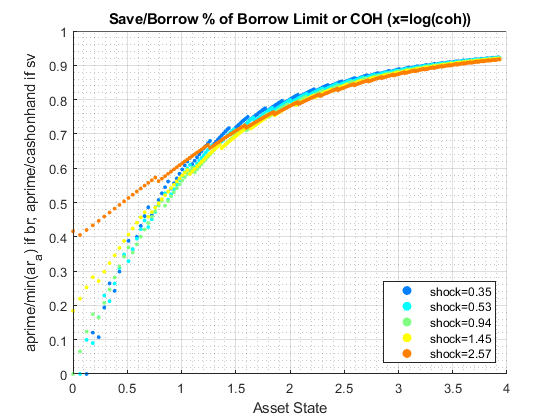 Save/Borrow % of Borrow Limit or COH (x=log(coh))
1
0.9
0.8
0.7
0.6
0.5
0.4
0.3
0.2
0.1
0
aprime/min(ar_a) if br; aprime/cashonhand if sv
shock=0.35
shock=0.53
shock=0.94
shock=1.45
shock=2.57
0 0.5 1 1.5 2 2.5 3 3.5 4
Asset State